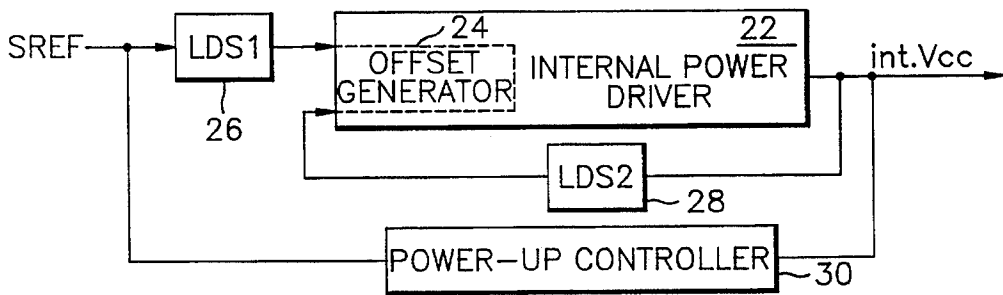 SREF
LDS1
26
24
OFFSET
GENERATOR
22
INTERNAL POWER
DRIVER
int.Vcc
LDS2
28
POWER-UP CONTROLLER
30